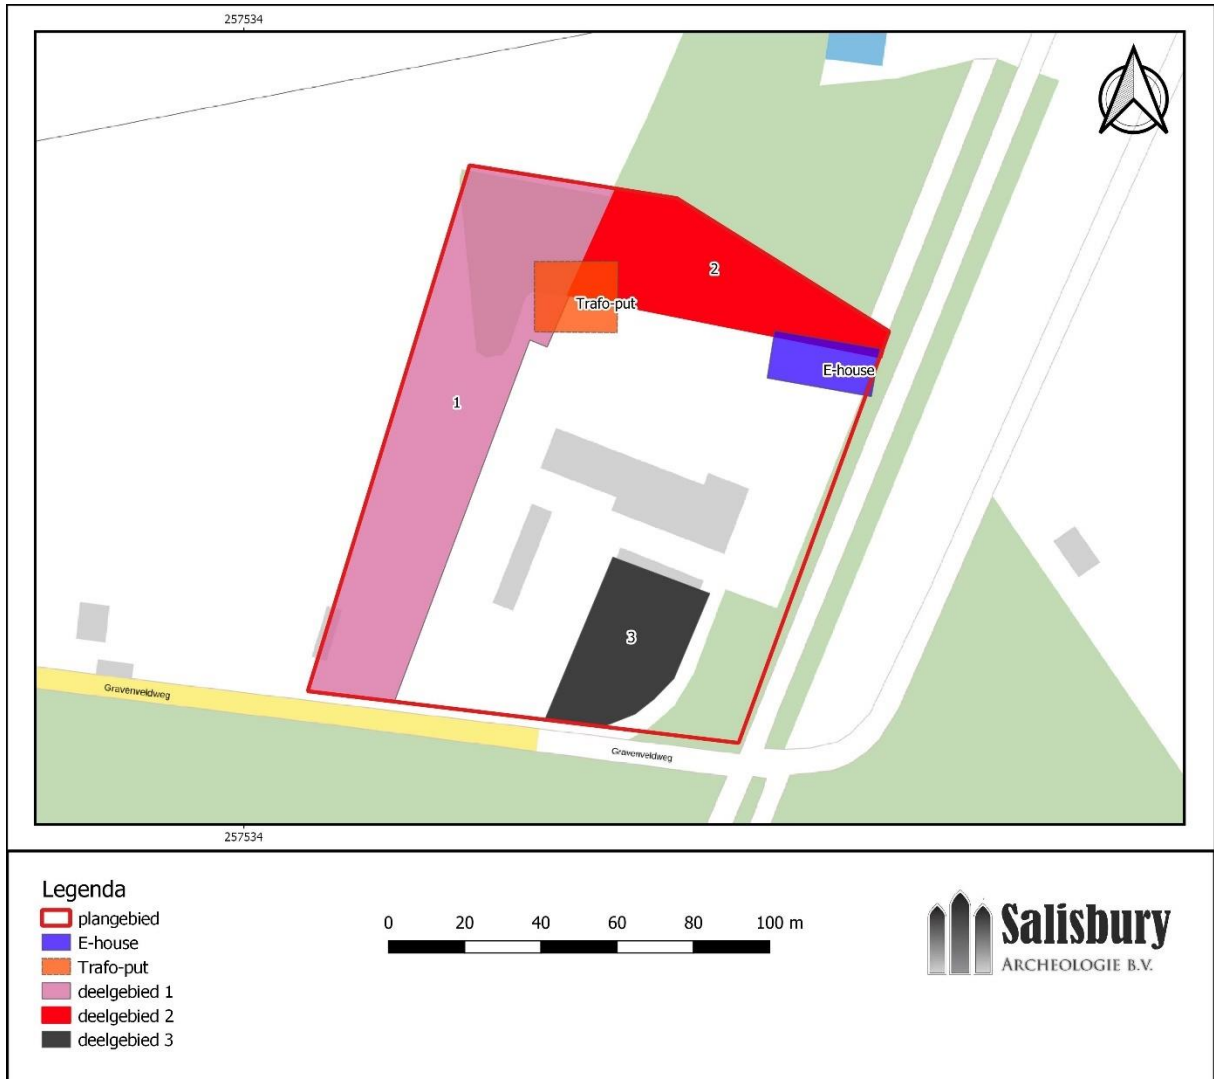 257534
2
Trafo-put
E-house
1
3
Gravenveldweg
Gravenveldweg
257534
Legenda
plangebied
E-house
Trafo-put
deelgebied 1
deelgebied 2
deelgebied 3
0 20 40 60 80 100 m
Salisbury
ARCHEOLOGIE B.V.